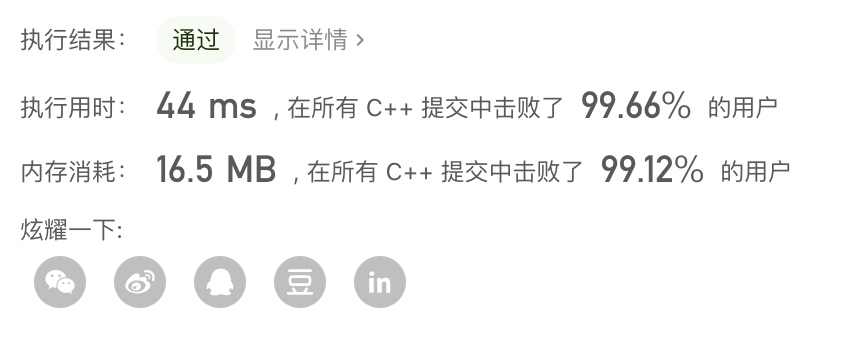 执行结果： 通过 显示详情 >
执行用时： 44 ms , 在所有 C++ 提交中击败了 99.66% 的用户
内存消耗： 16.5 MB , 在所有 C++ 提交中击败了 99.12% 的用户
炫耀一下:
豆 in